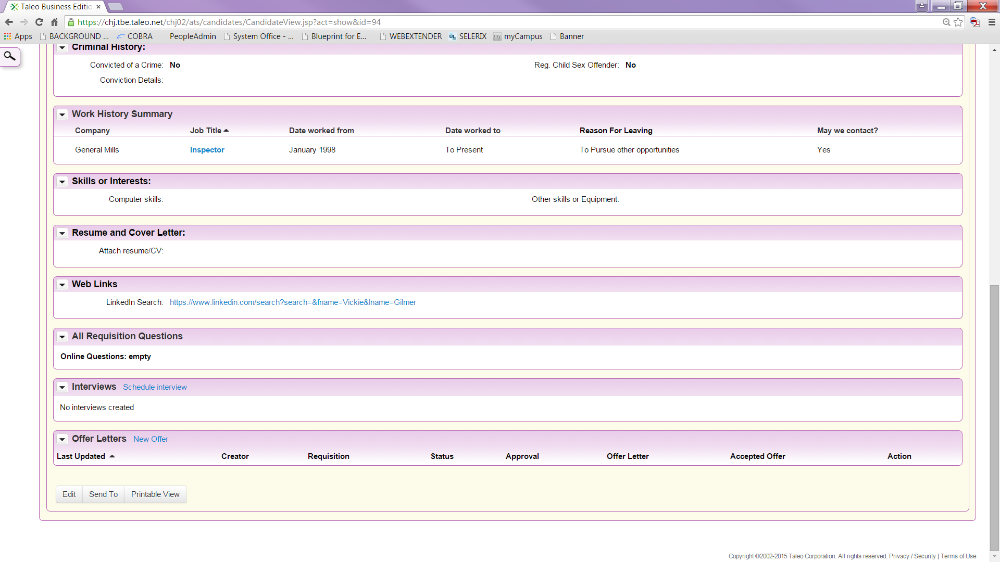 Taleo Business Editio
https://chj.tbe.taleo.net/chj02/ats/candidates/CandidateView.jsp?act=show&id=94
Apps BACKGROUND ... COBRA PeopleAdmin System Office - ... Blueprint for E... WEBEXTENDER UL SELERIX my myCampus Banner
Criminal History:
Convicted of a Crime: No Reg. Child Sex Offender: No
Conviction Details:
Work History Summary
Company Job Title Date worked from Date worked to Reason For Leaving May we contact?
General Mills Inspector January 1998 To Present To Pursue other opportunities Yes
Skills or Interests:
Computer skills: Other skills or Equipment:
Resume and Cover Letter:
Attach resume/CV:
Web Links
LinkedIn Search: https://www.linkedin.com/search?search=&fname=Vickie&lname=Gilmer
All Requisition Questions
Online Questions: empty
Interviews Schedule interview
No interviews created
Offer Letters New Offer
Last Updated Creator Requisition Status Approval Offer Letter Accepted Offer Action
Edit Send To Printable View
Copyright ©2002-2015 Taleo Corporation. All rights reserved. Privacy / Security | Terms of Use